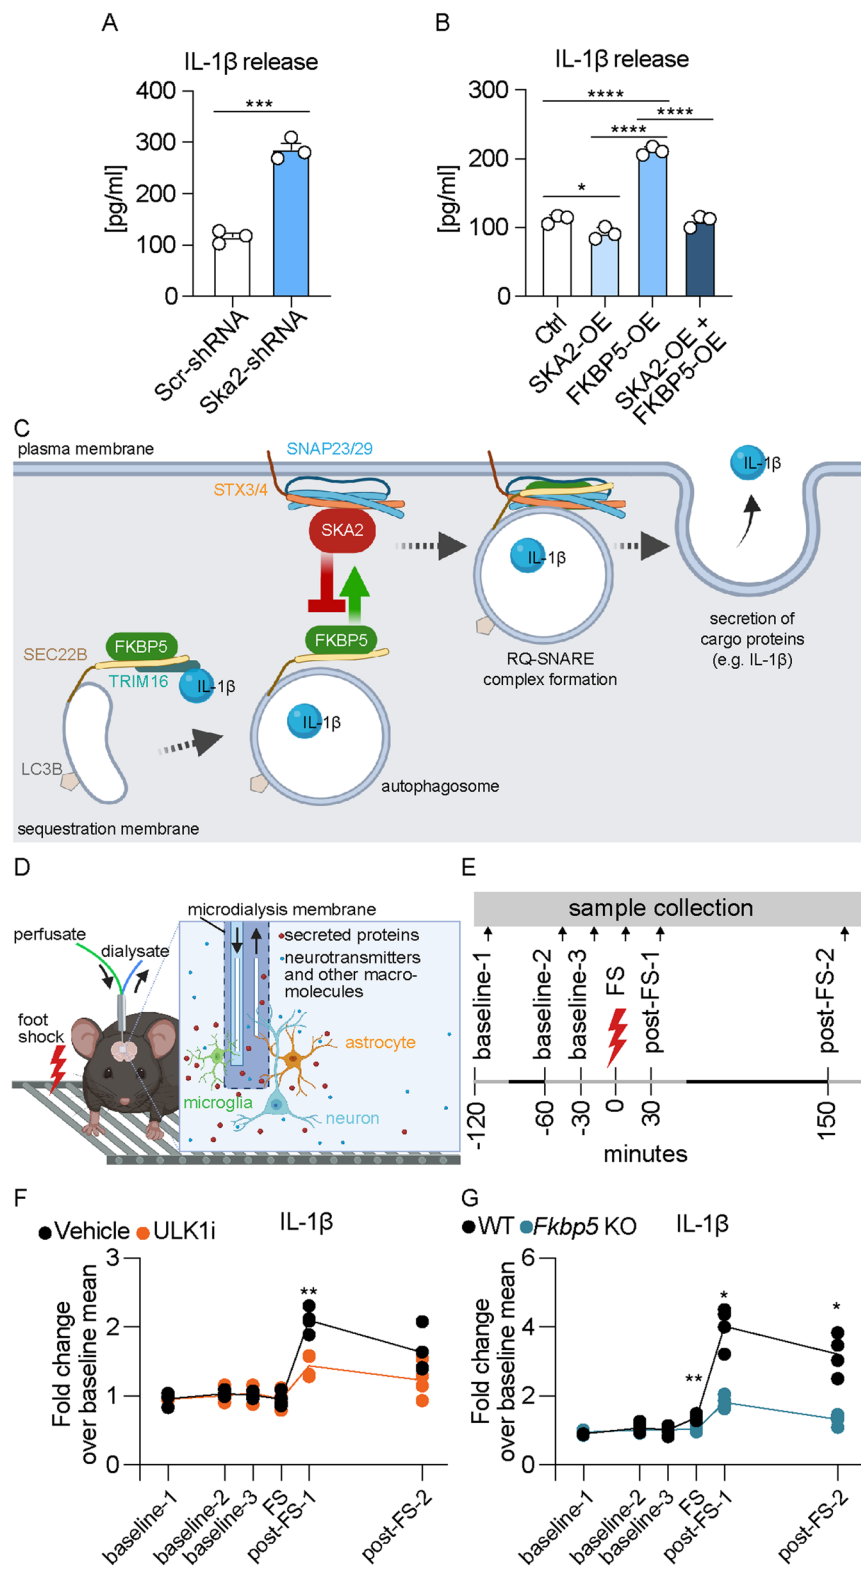 A
IL-1β release
***
400
300
200
100
0
[pg/ml]
Scr-shRNA
Ska2-shRNA
B
IL-1β release
****
****
****
*
300
200
100
0
[pg/ml]
Ctrl
SKA2-OE
FKBP5-OE
SKA2-OE +
FKBP5-OE
C
plasma membrane
SNAP23/29
STX3/4
SKA2
IL-1β
IL-1β
FKBP5
SEC22B
TRIM16
IL-1β
FKBP5
IL-1β
LC3B
sequestration membrane
autophagosome
RQ-SNARE
complex formation
secretion of
cargo proteins
(e.g. IL-1β)
D
perfusate
dialysate
foot
shock
microdialysis membrane
secreted proteins
neurotransmitters
and other macro-
molecules
astrocyte
microglia
neuron
E
sample collection
baseline-1
baseline-2
baseline-3
FS
post-FS-1
post-FS-2
-120
-60
-30
0
30
150
minutes
F
Vehicle
ULK1i
IL-1β
3
2
1
0
Fold change
over baseline mean
**
baseline-1
baseline-2
baseline-3
FS
post-FS-1
post-FS-2
G
WT
Fkbp5 KO
IL-1β
6
4
2
0
Fold change
over baseline mean
**
*
*
baseline-1
baseline-2
baseline-3
FS
post-FS-1
post-FS-2